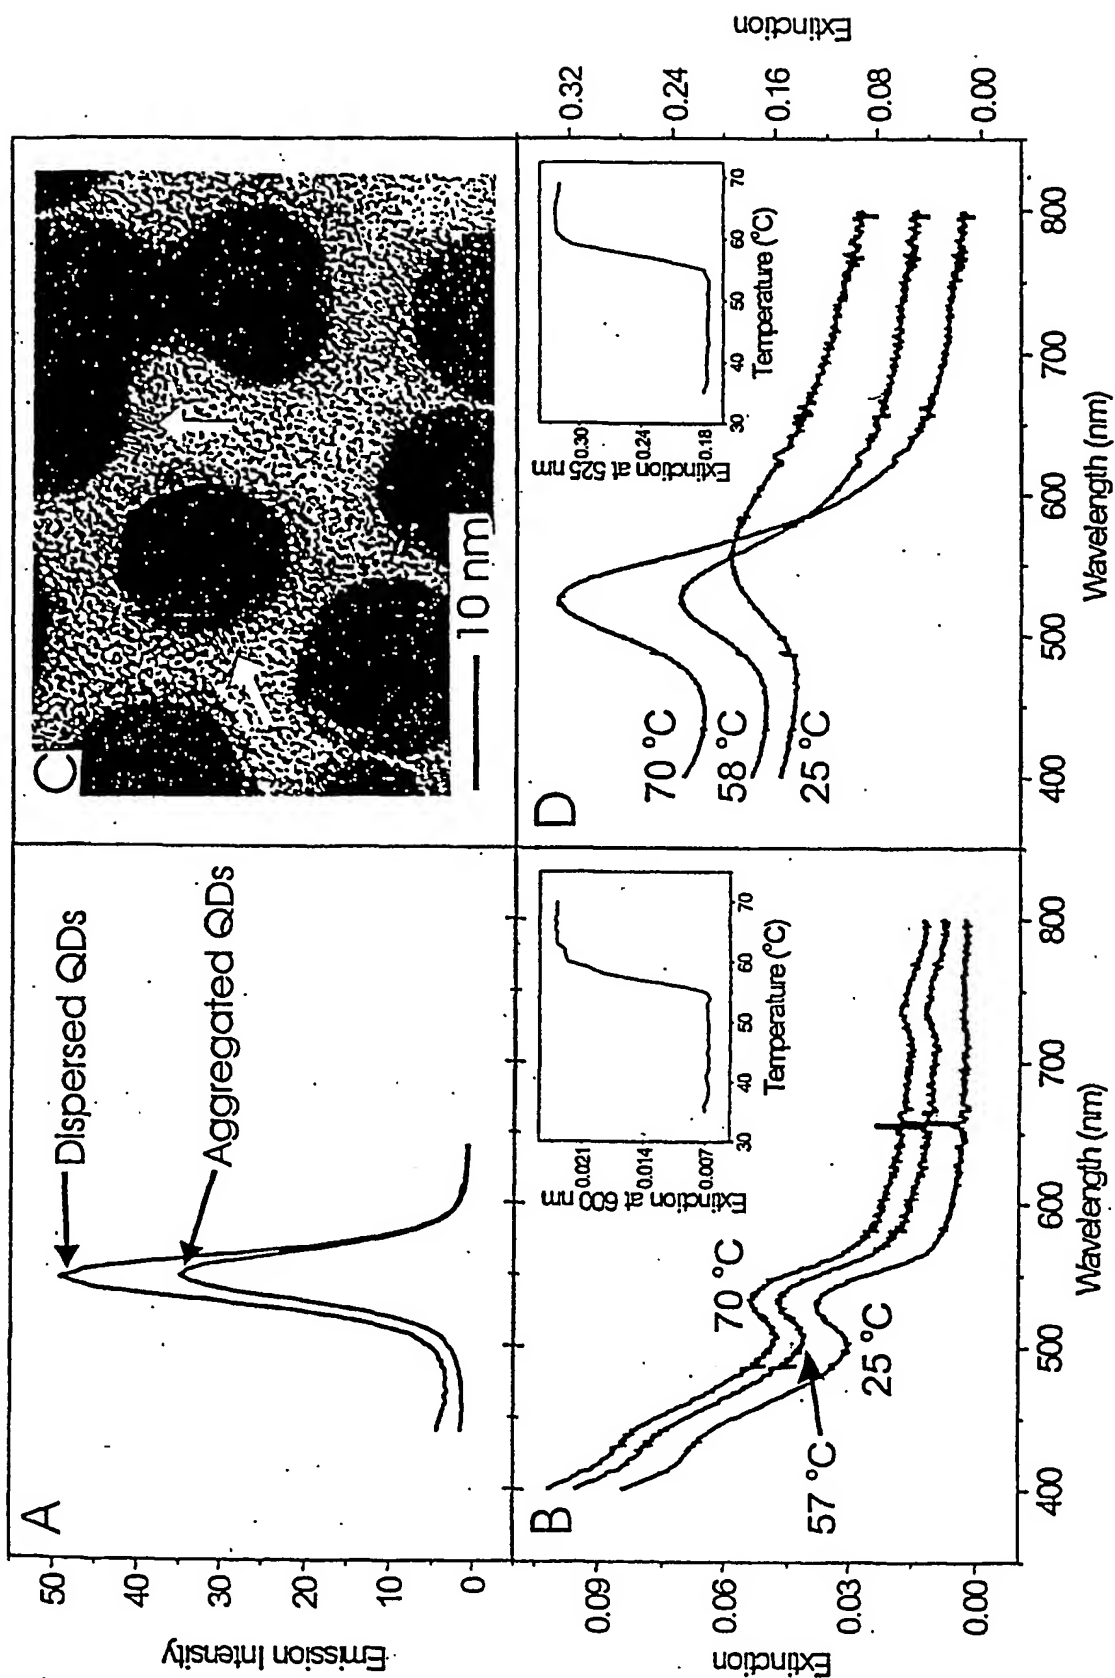 A
Dispersed QDs
Aggregated QDs
Emission Intensity
50
40
30
20
10
0
C
10 nm
B
70 °C
57 °C
25 °C
Extinction
0.09
0.06
0.03
0.00
400
500
600
700
800
Wavelength (nm)
Extinction at 600 nm
0.021
0.014
0.007
30
40
50
60
70
Temperature (°C)
D
70 °C
58 °C
25 °C
Extinction
0.32
0.24
0.16
0.08
0.00
400
500
600
700
800
Wavelength (nm)
Extinction at 525 nm
0.30
0.24
0.18
30
40
50
60
70
Temperature (°C)